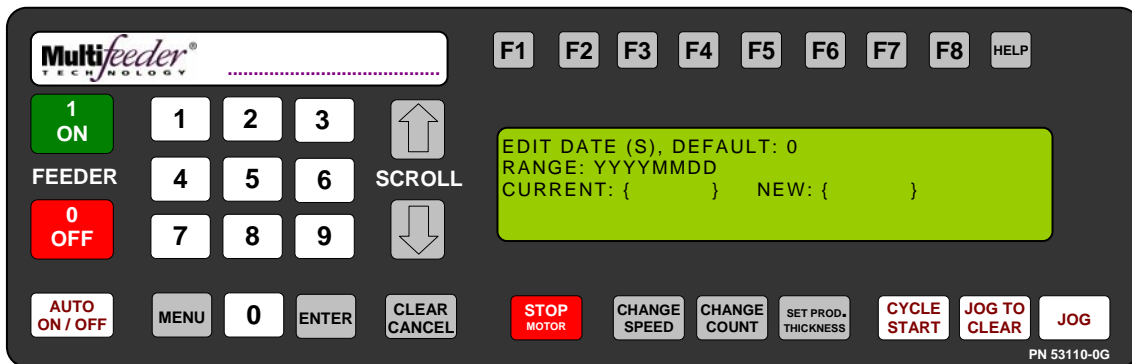 Multifeeder®
TECHNOLOGY
F1 F2 F3 F4 F5 F6 F7 F8 HELP
1
ON
FEEDER
0
OFF
1 2 3
4 5 6
7 8 9
SCROLL
EDIT DATE (S), DEFAULT: 0
RANGE: YYYYMMDD
CURRENT: { } NEW: { }
AUTO
ON / OFF
MENU
0
ENTER
CLEAR
CANCEL
STOP
MOTOR
CHANGE
SPEED
CHANGE
COUNT
SET PROD.
THICKNESS
CYCLE
START
JOG TO
CLEAR
JOG
PN 53110-0G